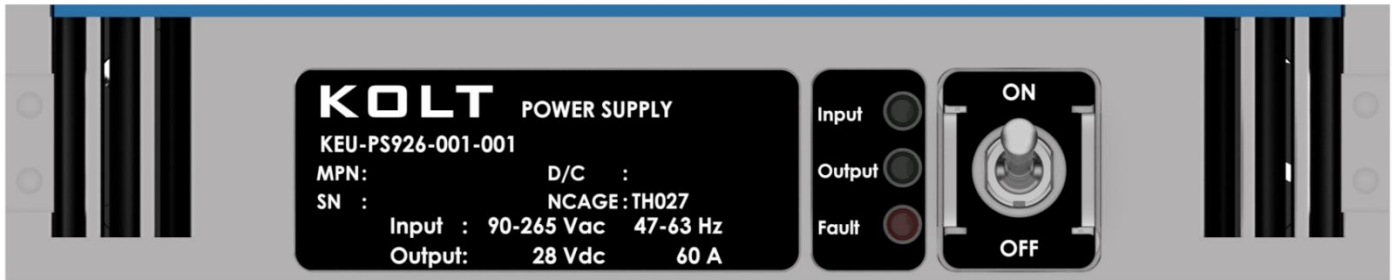 KOLT POWER SUPPLY
KEU-PS926-001-001
MPN: D/C :
SN : NCAGE : TH027
Input : 90-265 Vac 47-63 Hz
Output: 28 Vdc 60 A
Input
Output
Fault
ON
OFF